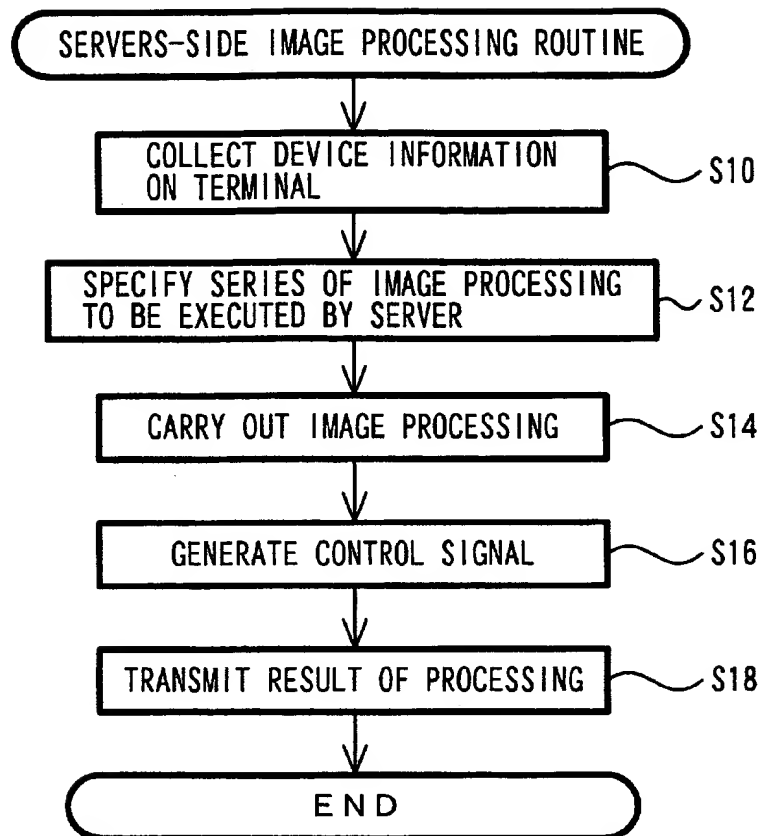 SERVERS-SIDE IMAGE PROCESSING ROUTINE
COLLECT DEVICE INFORMATION
ON TERMINAL
S10
SPECIFY SERIES OF IMAGE PROCESSING
TO BE EXECUTED BY SERVER
S12
CARRY OUT IMAGE PROCESSING
S14
GENERATE CONTROL SIGNAL
S16
TRANSMIT RESULT OF PROCESSING
S18
END